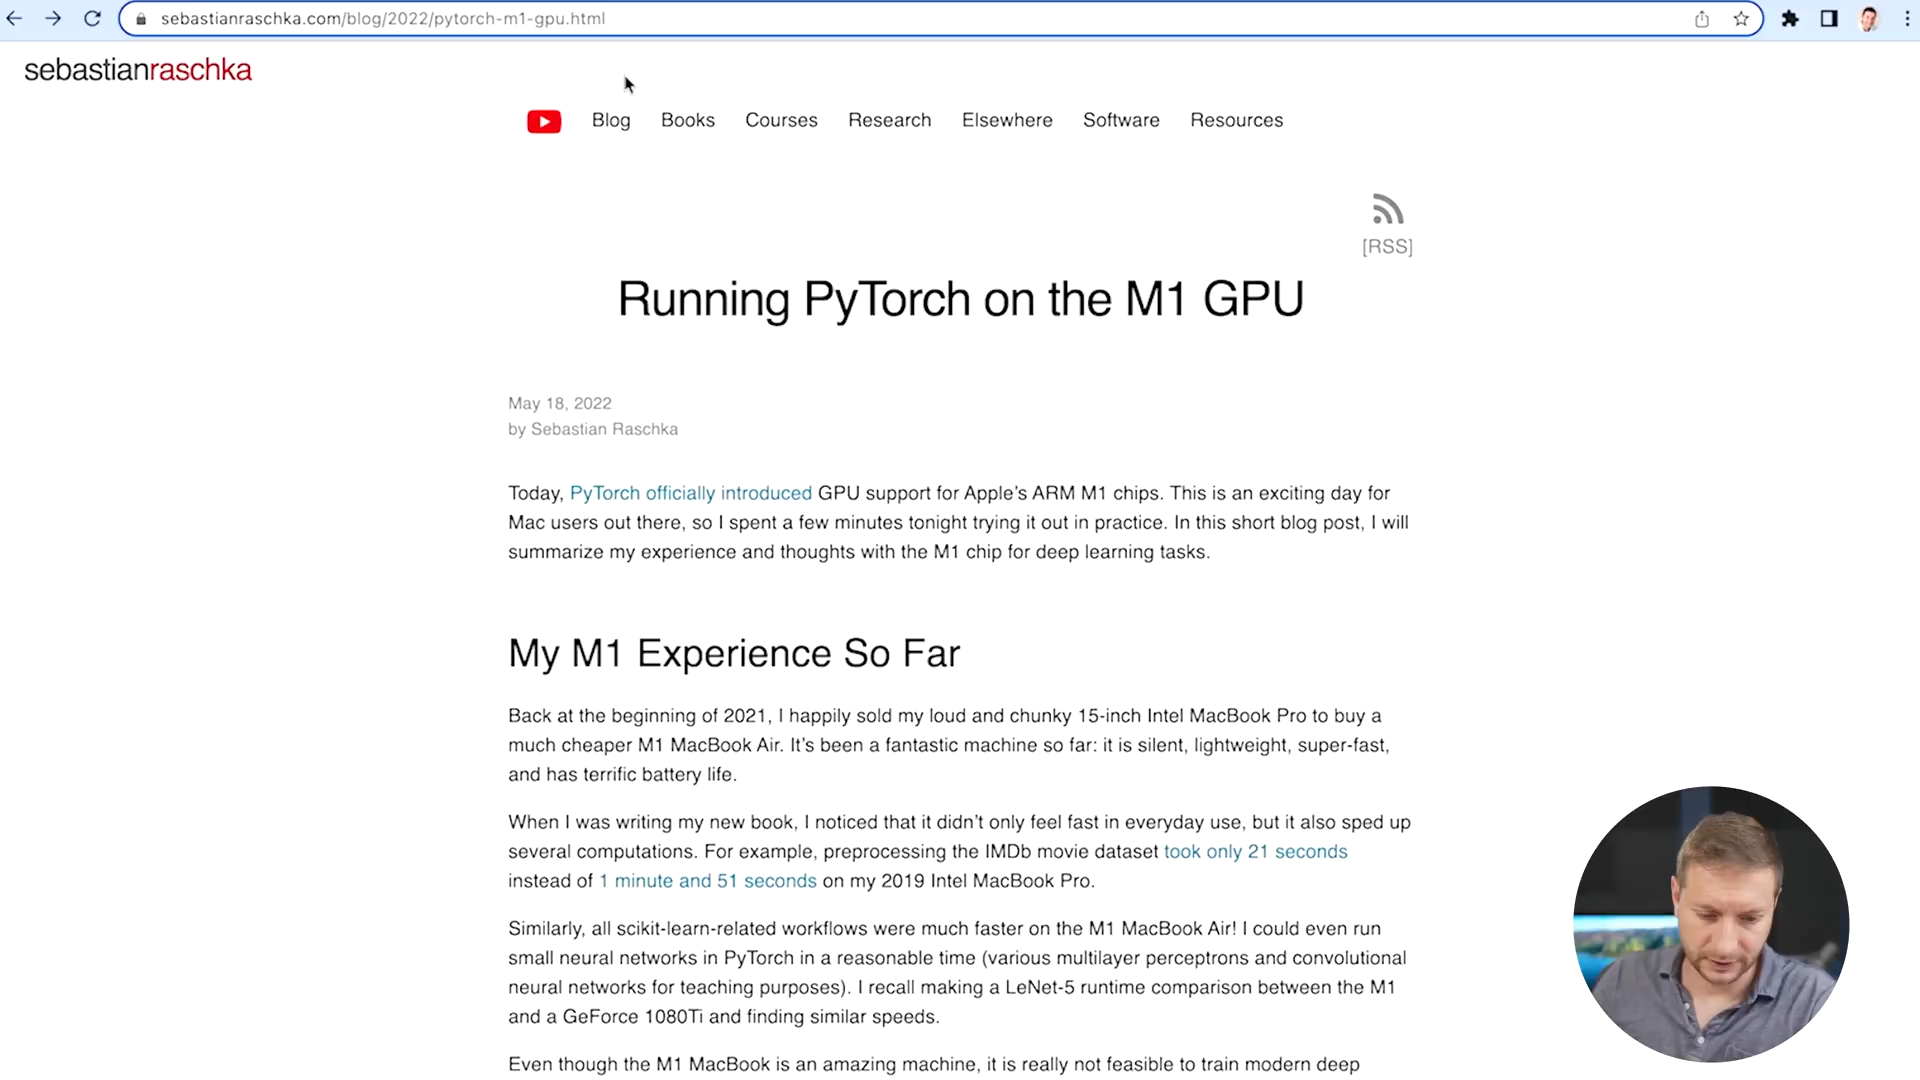 sebastianraschka.com/blog/2022/pytorch-m1-gpu.html
sebastianraschka
Blog Books Courses Research Elsewhere Software Resources
[RSS]
Running PyTorch on the M1 GPU
May 18, 2022
by Sebastian Raschka
Today, PyTorch officially introduced GPU support for Apple’s ARM M1 chips. This is an exciting day for
Mac users out there, so I spent a few minutes tonight trying it out in practice. In this short blog post, I will
summarize my experience and thoughts with the M1 chip for deep learning tasks.
My M1 Experience So Far
Back at the beginning of 2021, I happily sold my loud and chunky 15-inch Intel MacBook Pro to buy a
much cheaper M1 MacBook Air. It’s been a fantastic machine so far: it is silent, lightweight, super-fast,
and has terrific battery life.
When I was writing my new book, I noticed that it didn’t only feel fast in everyday use, but it also sped up
several computations. For example, preprocessing the IMDb movie dataset took only 21 seconds
instead of 1 minute and 51 seconds on my 2019 Intel MacBook Pro.
Similarly, all scikit-learn-related workflows were much faster on the M1 MacBook Air! I could even run
small neural networks in PyTorch in a reasonable time (various multilayer perceptrons and convolutional
neural networks for teaching purposes). I recall making a LeNet-5 runtime comparison between the M1
and a GeForce 1080Ti and finding similar speeds.
Even though the M1 MacBook is an amazing machine, it is really not feasible to train modern deep